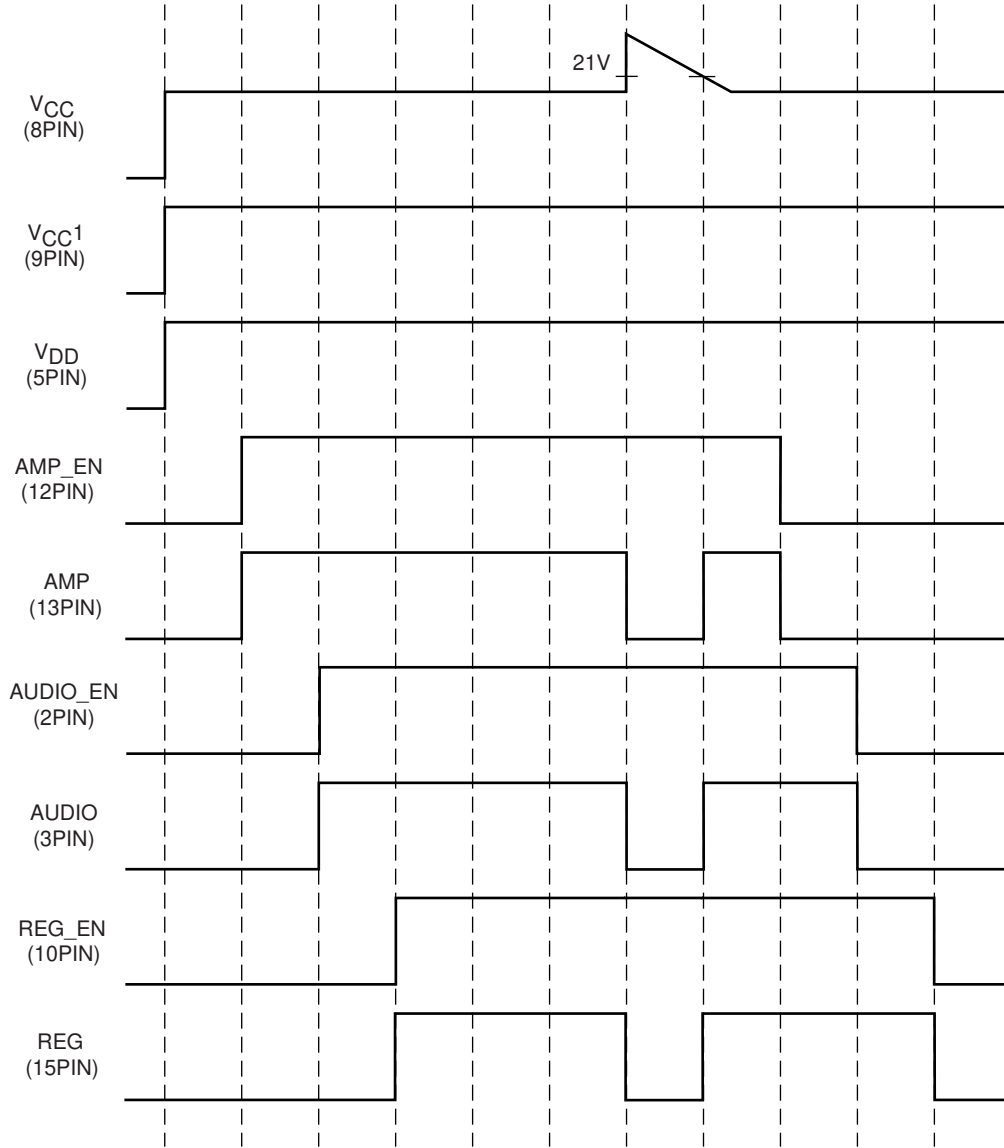 21V
VCC
(8PIN)
VCC1
(9PIN)
VDD
(5PIN)
AMP_EN
(12PIN)
AMP
(13PIN)
AUDIO_EN
(2PIN)
AUDIO
(3PIN)
REG_EN
(10PIN)
REG
(15PIN)